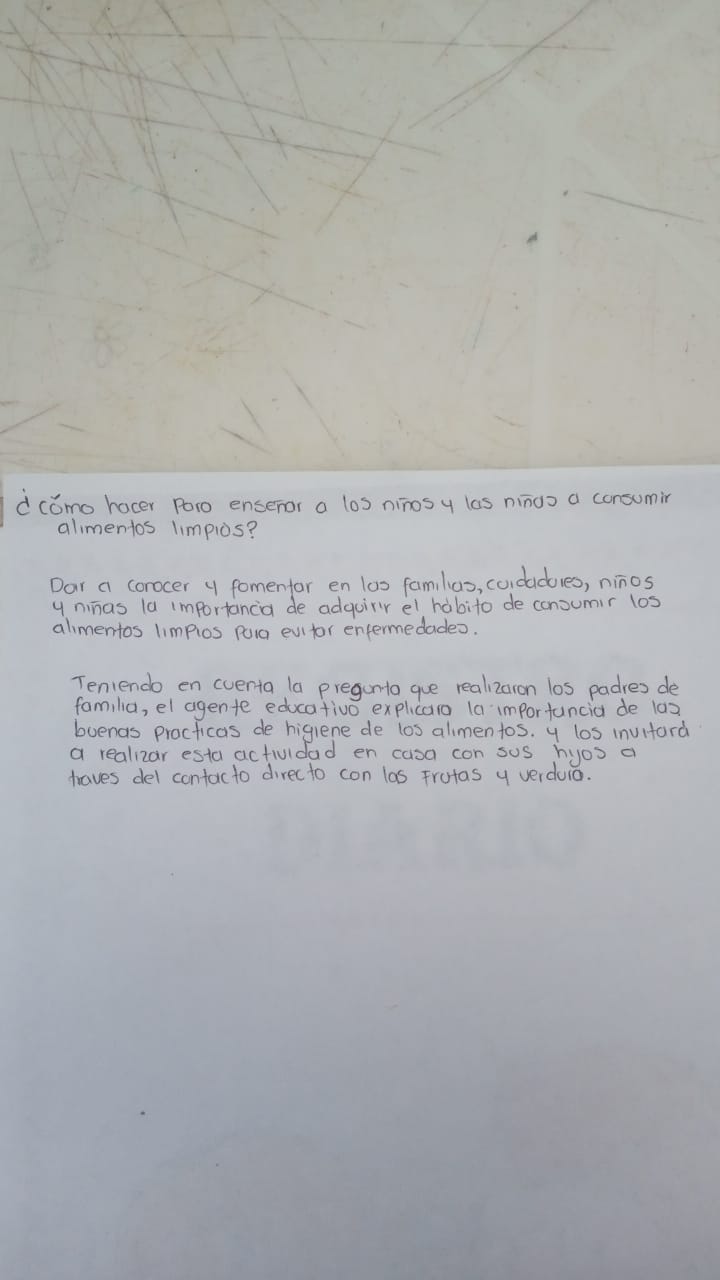 ¿cómo hacer para enseñar a los niños y las niñas a consumir
alimentos limpios?
Dar a conocer y fomentar en las familias, cuidadores, niños
y niñas la importancia de adquirir el hábito de consumir los
alimentos limpios para evitar enfermedades.
Teniendo en cuenta la pregunta que realizaron los padres de
familia, el agente educativo explicara la importancia de las
buenas practicas de higiene de los alimentos. y los invitará
a realizar esta actividad en casa con sus hijos a
traves del contacto directo con las frutas y verdura.